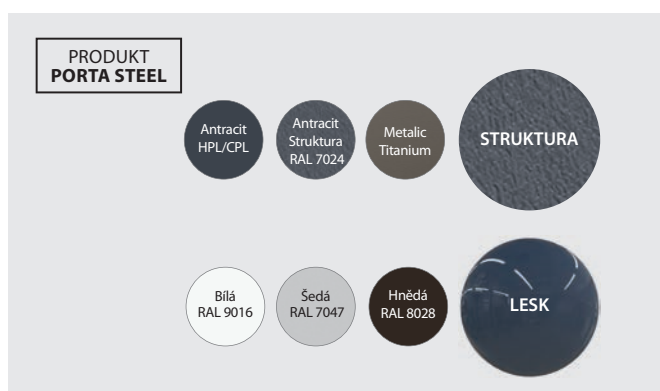 PRODUKT
PORTA STEEL
Antracit
HPL/CPL
Antracit
Struktura
RAL 7024
Metalic
Titanium
STRUKTURA
Bílá
RAL 9016
Šedá
RAL 7047
Hnědá
RAL 8028
LESK